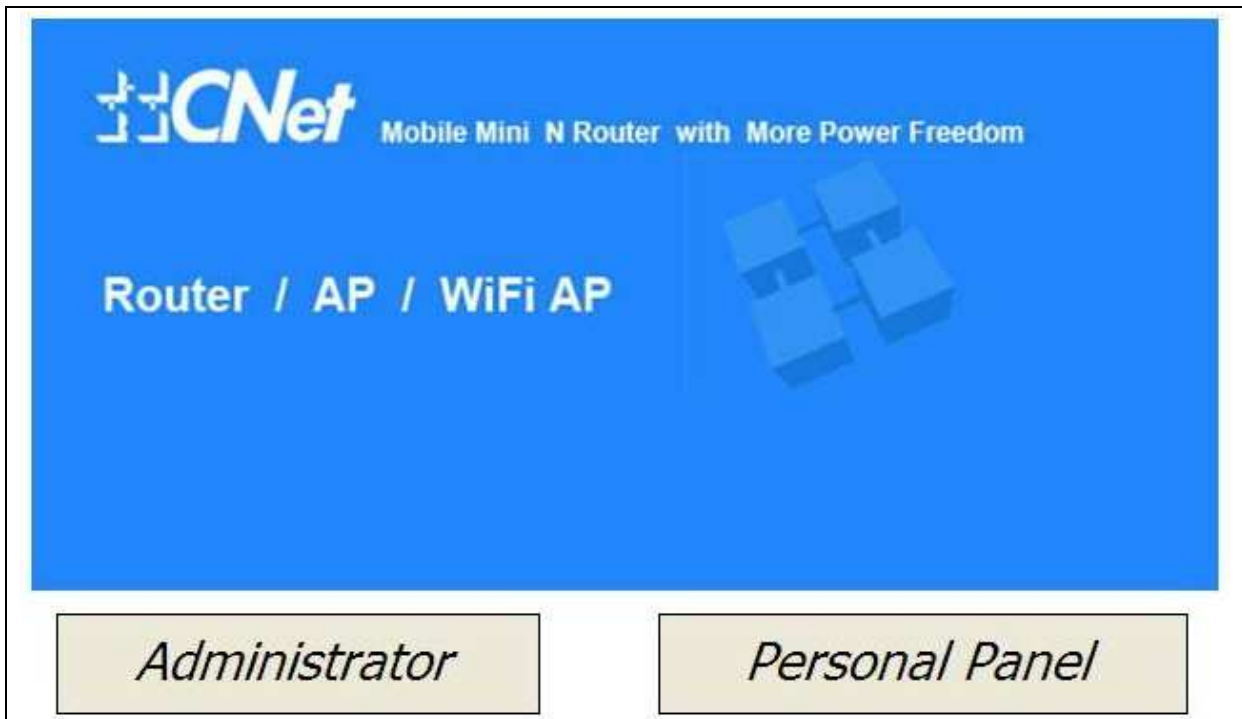 CNet Mobile Mini N Router with More Power Freedom
Router / AP / WiFi AP
Administrator Personal Panel